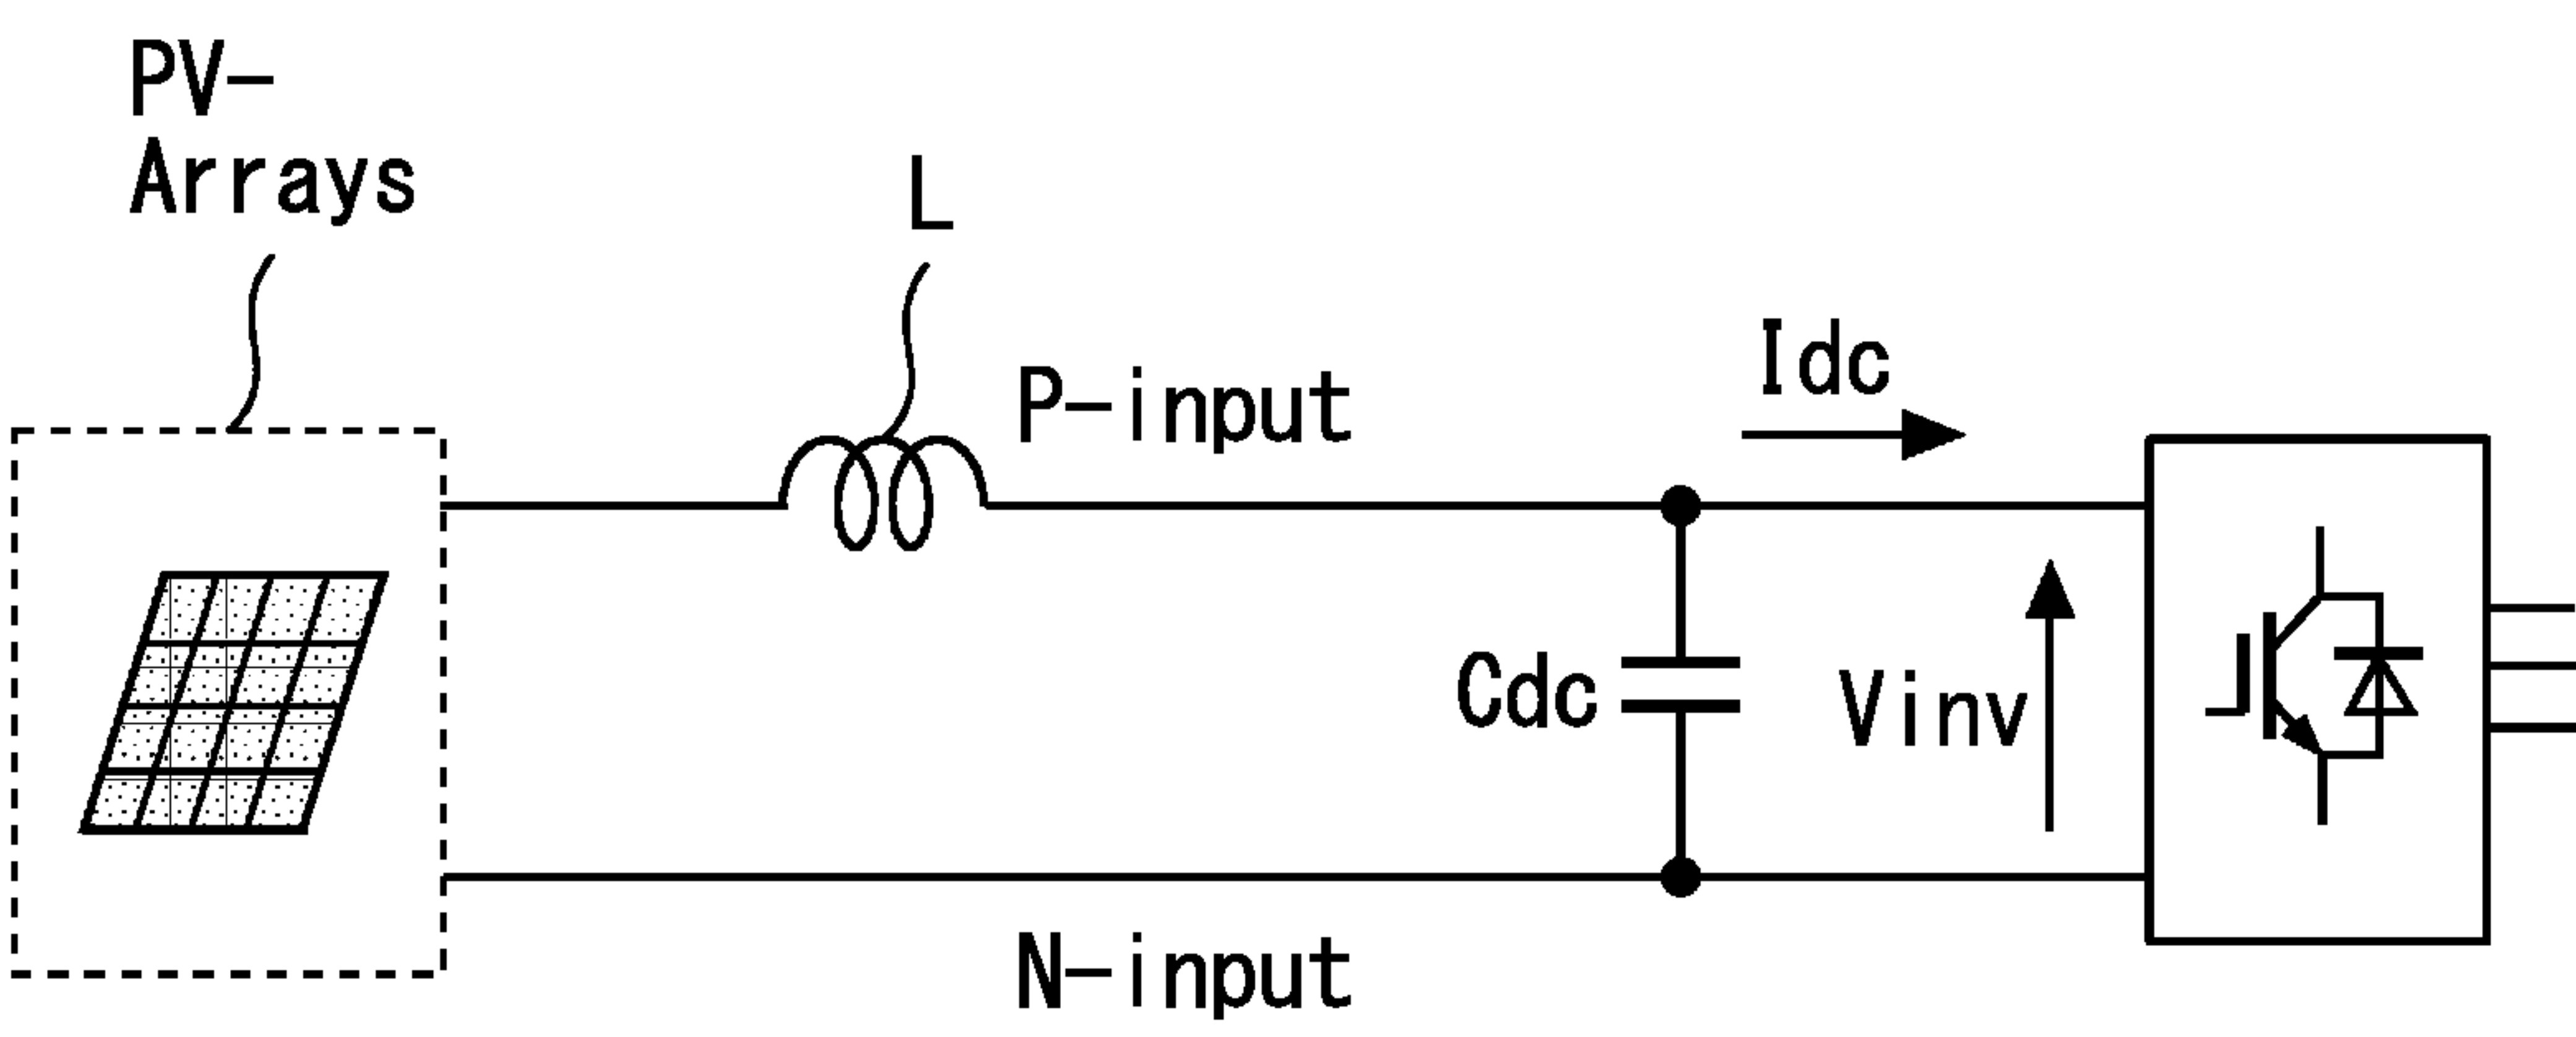 PV-
Arrays
L
P-input
Idc
Cdc
Vinv
N-input